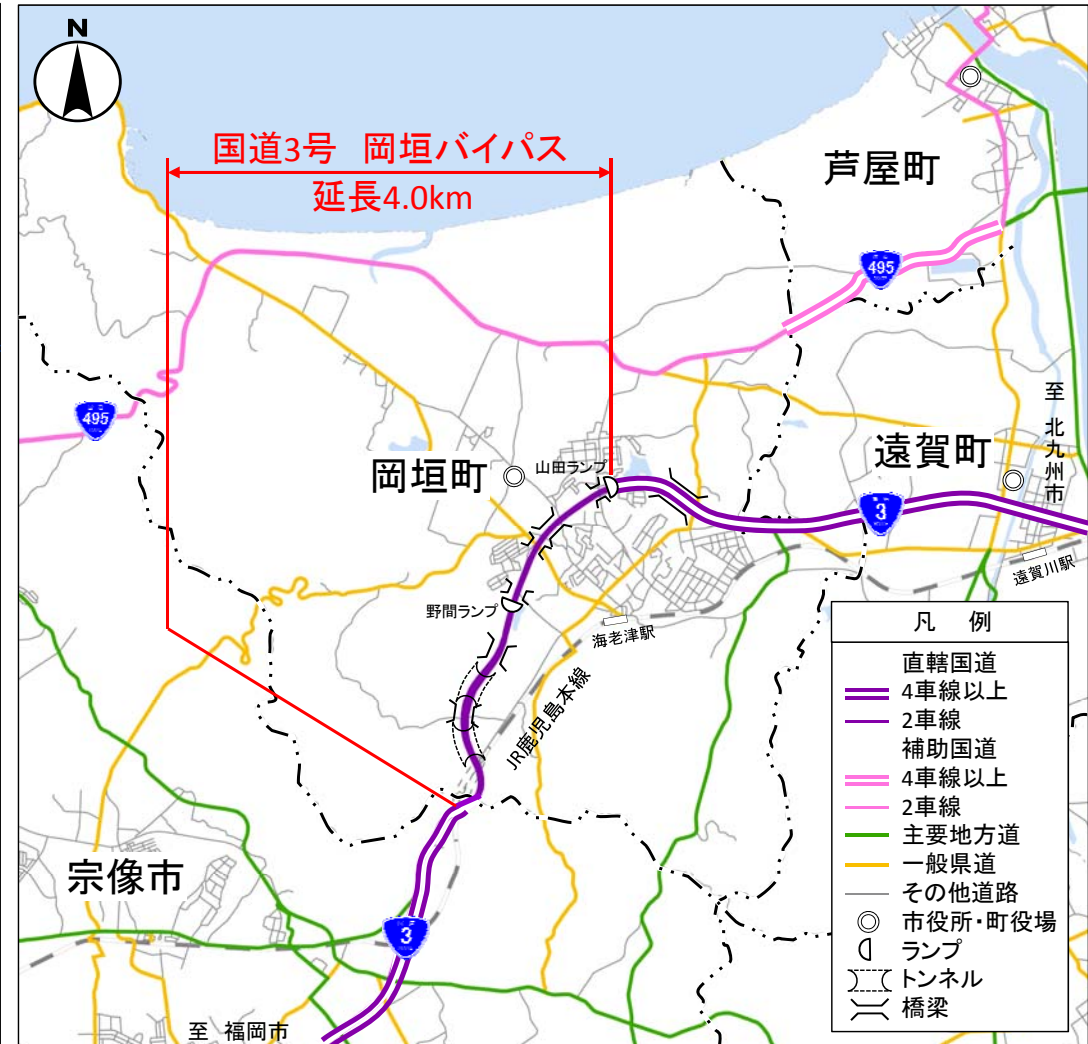 N
国道3号 岡垣バイパス
延長4.0km
芦屋町
495
495
至 北九州市
岡垣町
山田ランプ
遠賀町
3
野間ランプ
海老津駅
遠賀川駅
JR鹿児島本線
宗像市
3
至 福岡市
凡 例
直轄国道
4車線以上
2車線
補助国道
4車線以上
2車線
主要地方道
一般県道
その他道路
市役所・町役場
ランプ
トンネル
橋梁